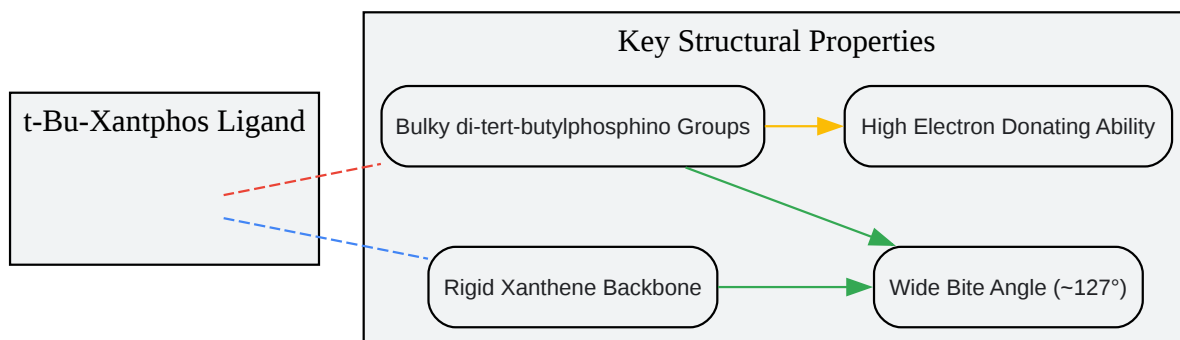 Key Structural Properties
t-Bu-Xantphos Ligand
Bulky di-tert-butylphosphino Groups
High Electron Donating Ability
Rigid Xanthene Backbone
Wide Bite Angle (~127°)